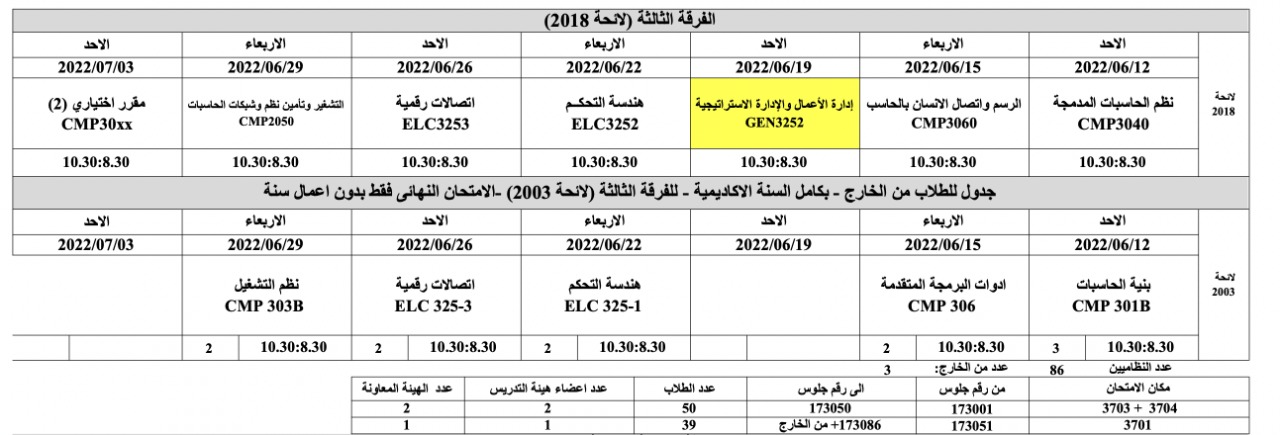 الفرقة الثالثة (لائحة 2018)
لائحة 2018
الاحد الاربعاء الاحد الاربعاء الاحد الاربعاء الاحد
2022/06/12 2022/06/15 2022/06/19 2022/06/22 2022/06/26 2022/06/29 2022/07/03
نظم الحاسبات المدمجة الرسم واتصال الانسان بالحاسب إدارة الأعمال والإدارة الاستراتيجية هندسة التحكم اتصالات رقمية التشغير وتأمين نظم وشبكات الحاسبات مقرر اختياري (2)
CMP3040 CMP3060 GEN3252 ELC3252 ELC3253 CMP2050 CMP30xx
10.30:8.30 10.30:8.30 10.30:8.30 10.30:8.30 10.30:8.30 10.30:8.30 10.30:8.30
جدول للطلاب من الخارج - بكامل السنة الاكاديمية - للفرقة الثالثة (لائحة 2003) -الامتحان النهائى فقط بدون اعمال سنة
لائحة 2003
الاحد الاربعاء الاحد الاربعاء الاحد الاربعاء الاحد
2022/06/12 2022/06/15 2022/06/19 2022/06/22 2022/06/26 2022/06/29 2022/07/03
بنية الحاسبات ادوات البرمجة المتقدمة هندسة التحكم اتصالات رقمية نظم التشغيل
CMP 301B CMP 306 ELC 325-1 ELC 325-3 CMP 303B
10.30:8.30 3 10.30:8.30 2 10.30:8.30 2 10.30:8.30 2 10.30:8.30 2
عدد النظاميين 86 عدد من الخارج: 3
مكان الامتحان من رقم جلوس الى رقم جلوس عدد الطلاب عدد اعضاء هيئة التدريس عدد الهيئة المعاونة
3704 + 3703 173001 173050 50 2 2
3701 173051 173086+ من الخارج 39 1 1